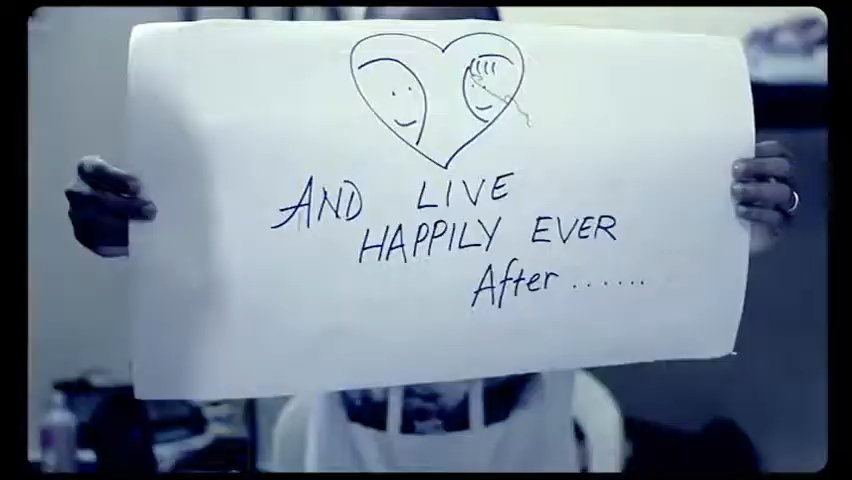 AND LIVE
HAPPILY EVER
After .......